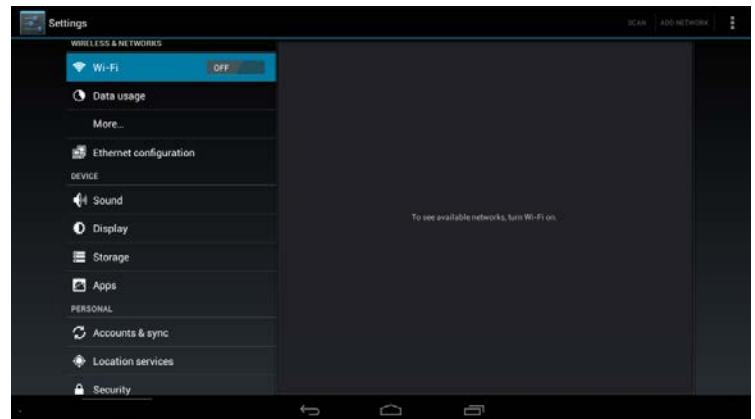 Settings
SCAN
ADD NETWORK
WIRELESS & NETWORKS
Wi-Fi
OFF
Data usage
More...
Ethernet configuration
DEVICE
Sound
Display
Storage
Apps
PERSONAL
Accounts & sync
Location services
Security
To see available networks, turn Wi-Fi on.